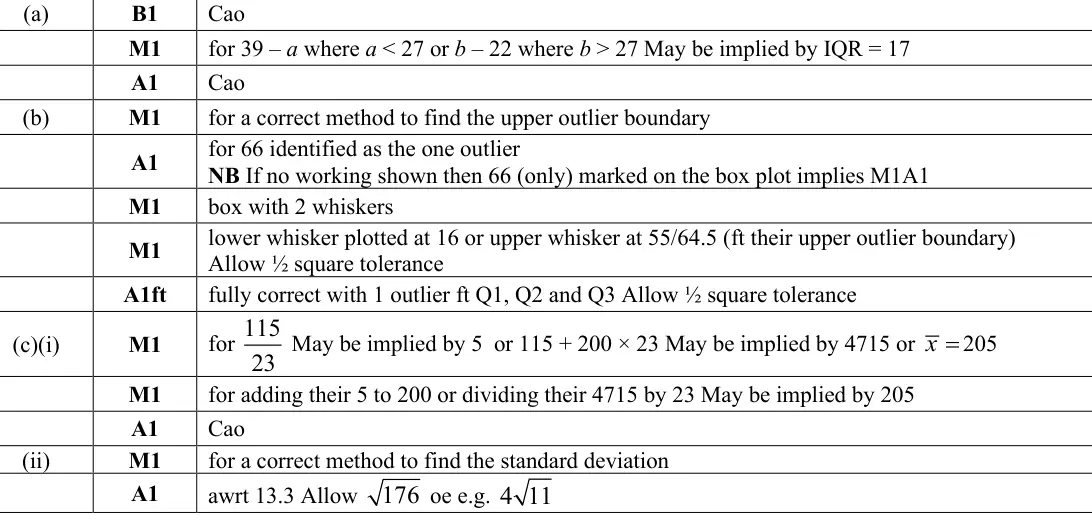 (a) B1 Cao
M1 for 39 – a where a < 27 or b – 22 where b > 27 May be implied by IQR = 17
A1 Cao
(b) M1 for a correct method to find the upper outlier boundary
A1 for 66 identified as the one outlier
NB If no working shown then 66 (only) marked on the box plot implies M1A1
M1 box with 2 whiskers
M1 lower whisker plotted at 16 or upper whisker at 55/64.5 (ft their upper outlier boundary)
Allow ½ square tolerance
A1ft fully correct with 1 outlier ft Q1, Q2 and Q3 Allow ½ square tolerance
(c)(i) M1 for 115/23 May be implied by 5 or 115 + 200 × 23 May be implied by 4715 or x̅ = 205
M1 for adding their 5 to 200 or dividing their 4715 by 23 May be implied by 205
A1 Cao
(ii) M1 for a correct method to find the standard deviation
A1 awrt 13.3 Allow √176 oe e.g. 4√11